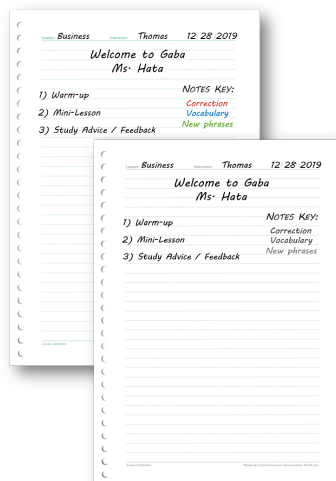 Lesson: Business Instructor: Thomas 12 28 2019
Welcome to Gaba
Ms. Hata
NOTES KEY:
1) Warm-up
Correction
2) Mini-Lesson
Vocabulary
New phrases
3) Study Advice / Feedback
Business Thomas 12 28 2019
Welcome to Gaba
Ms. Hata
NOTES KEY:
1) Warm-up
Correction
2) Mini-Lesson
Vocabulary
New phrases
3) Study Advice / Feedback